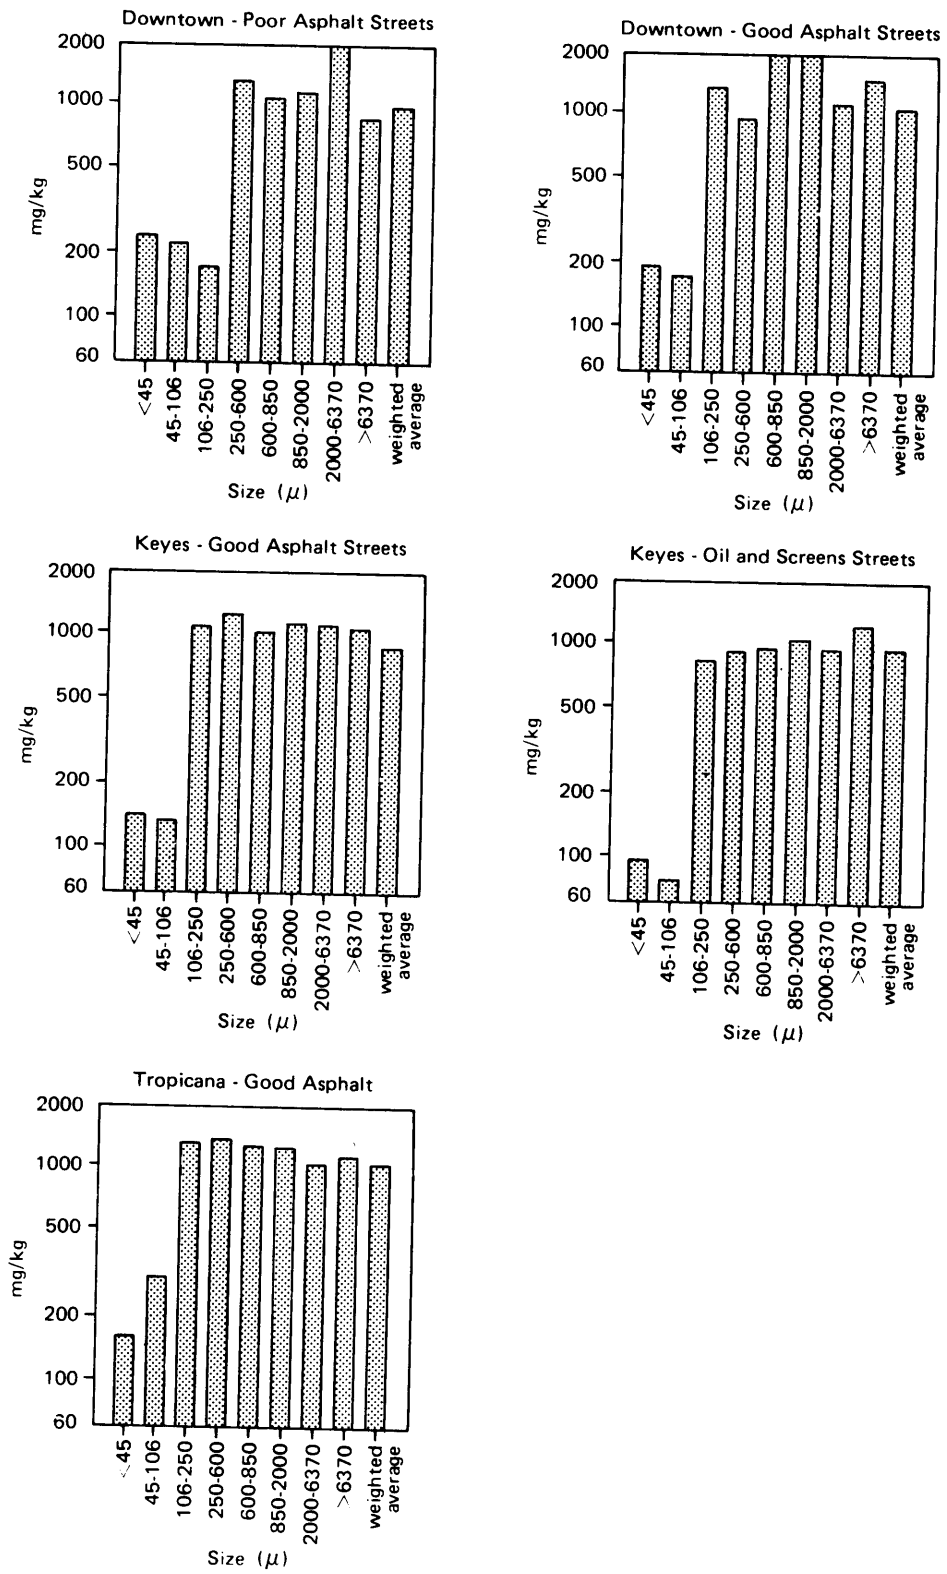 Downtown - Poor Asphalt Streets
2000
1000
500
200
100
60
mg/kg
<45
45-106
106-250
250-600
600-850
850-2000
2000-6370
>6370
weighted
average
Size (μ)
Downtown - Good Asphalt Streets
2000
1000
500
200
100
60
mg/kg
<45
45-106
106-250
250-600
600-850
850-2000
2000-6370
>6370
weighted
average
Size (μ)
Keyes - Good Asphalt Streets
2000
1000
500
200
100
60
mg/kg
<45
45-106
106-250
250-600
600-850
850-2000
2000-6370
>6370
weighted
average
Size (μ)
Keyes - Oil and Screens Streets
2000
1000
500
200
100
60
mg/kg
<45
45-106
106-250
250-600
600-850
850-2000
2000-6370
>6370
weighted
average
Size (μ)
Tropicana - Good Asphalt
2000
1000
500
200
100
60
mg/kg
<45
45-106
106-250
250-600
600-850
850-2000
2000-6370
>6370
weighted
average
Size (μ)